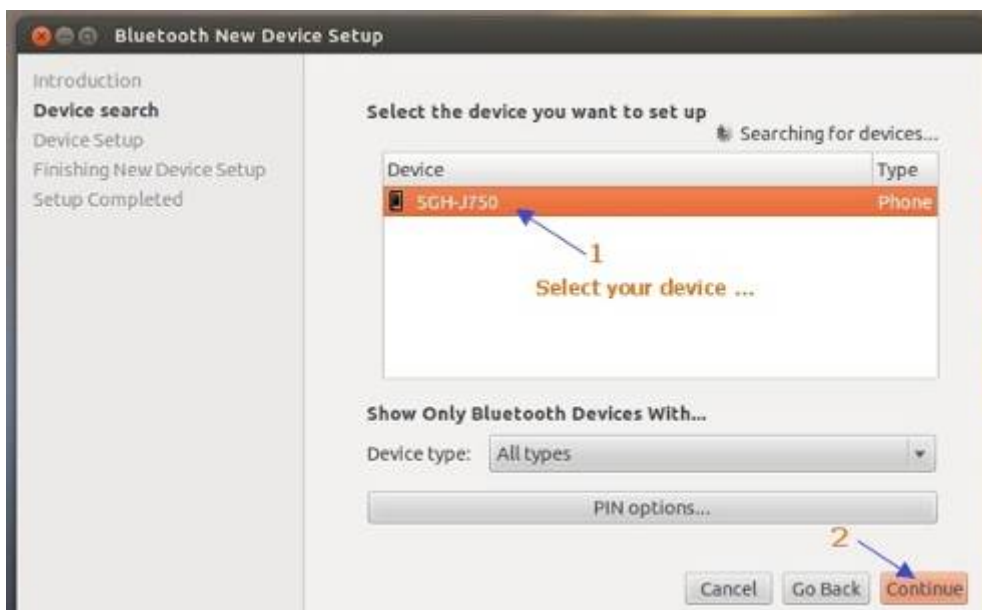 Bluetooth New Device Setup
Introduction
Device search
Device Setup
Finishing New Device Setup
Setup Completed
Select the device you want to set up
Searching for devices...
Device Type
SGH-J750 Phone
1
Select your device ...
Show Only Bluetooth Devices With...
Device type: All types
PIN options...
2
Cancel Go Back Continue